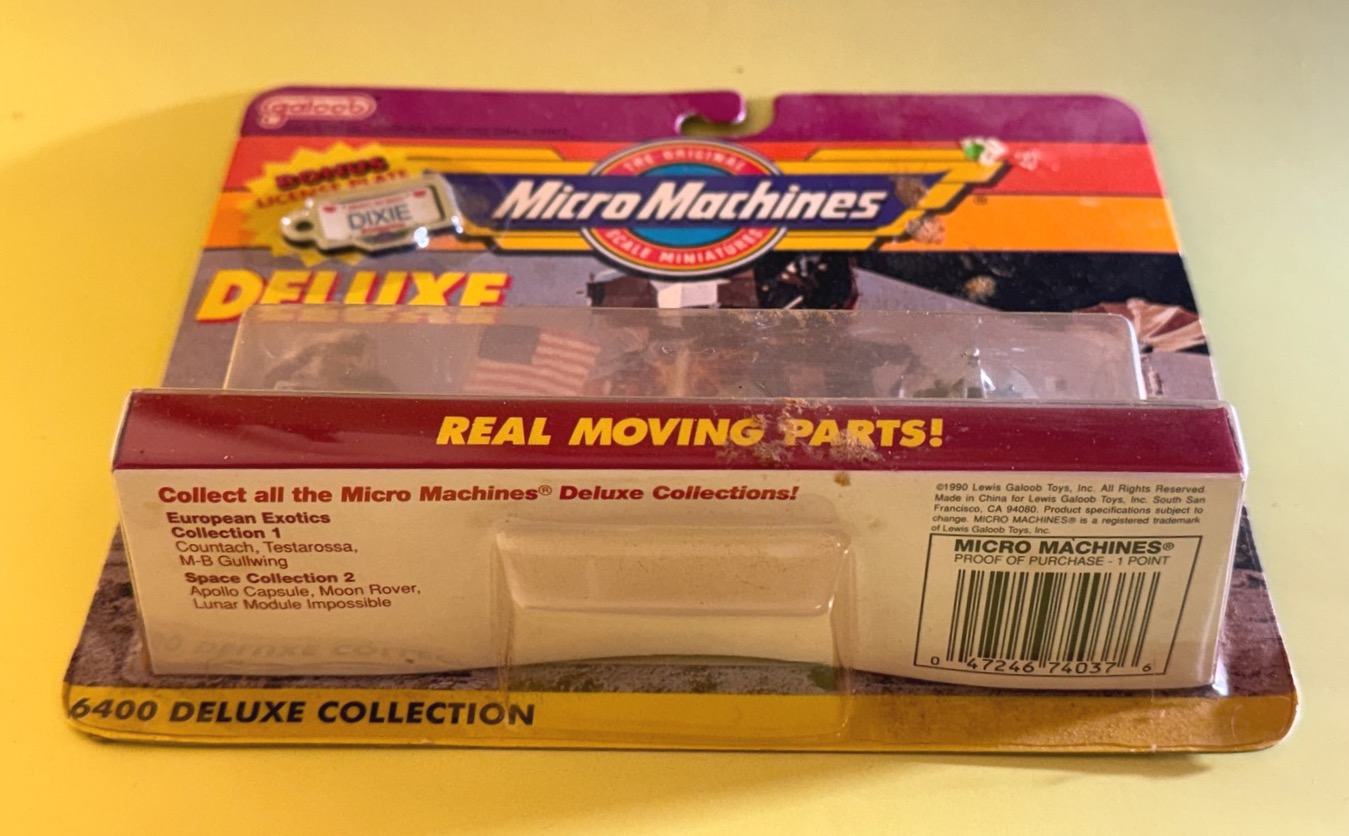 galoob
BONUS
LICENSE PLATE
DIXIE
THE ORIGINAL
Micro Machines®
SCALE MINIATURES
DELUXE
REAL MOVING PARTS!
Collect all the Micro Machines® Deluxe Collections!
European Exotics
Collection 1
Countach, Testarossa,
M-B Gullwing
Space Collection 2
Apollo Capsule, Moon Rover,
Lunar Module Impossible
©1990 Lewis Galoob Toys, Inc. All Rights Reserved.
Made in China for Lewis Galoob Toys, Inc. South San
Francisco, CA 94080. Product specifications subject to
change. MICRO MACHINES® is a registered trademark
of Lewis Galoob Toys, Inc.
MICRO MACHINES®
PROOF OF PURCHASE - 1 POINT
0 47246 74037 6
6400 DELUXE COLLECTION